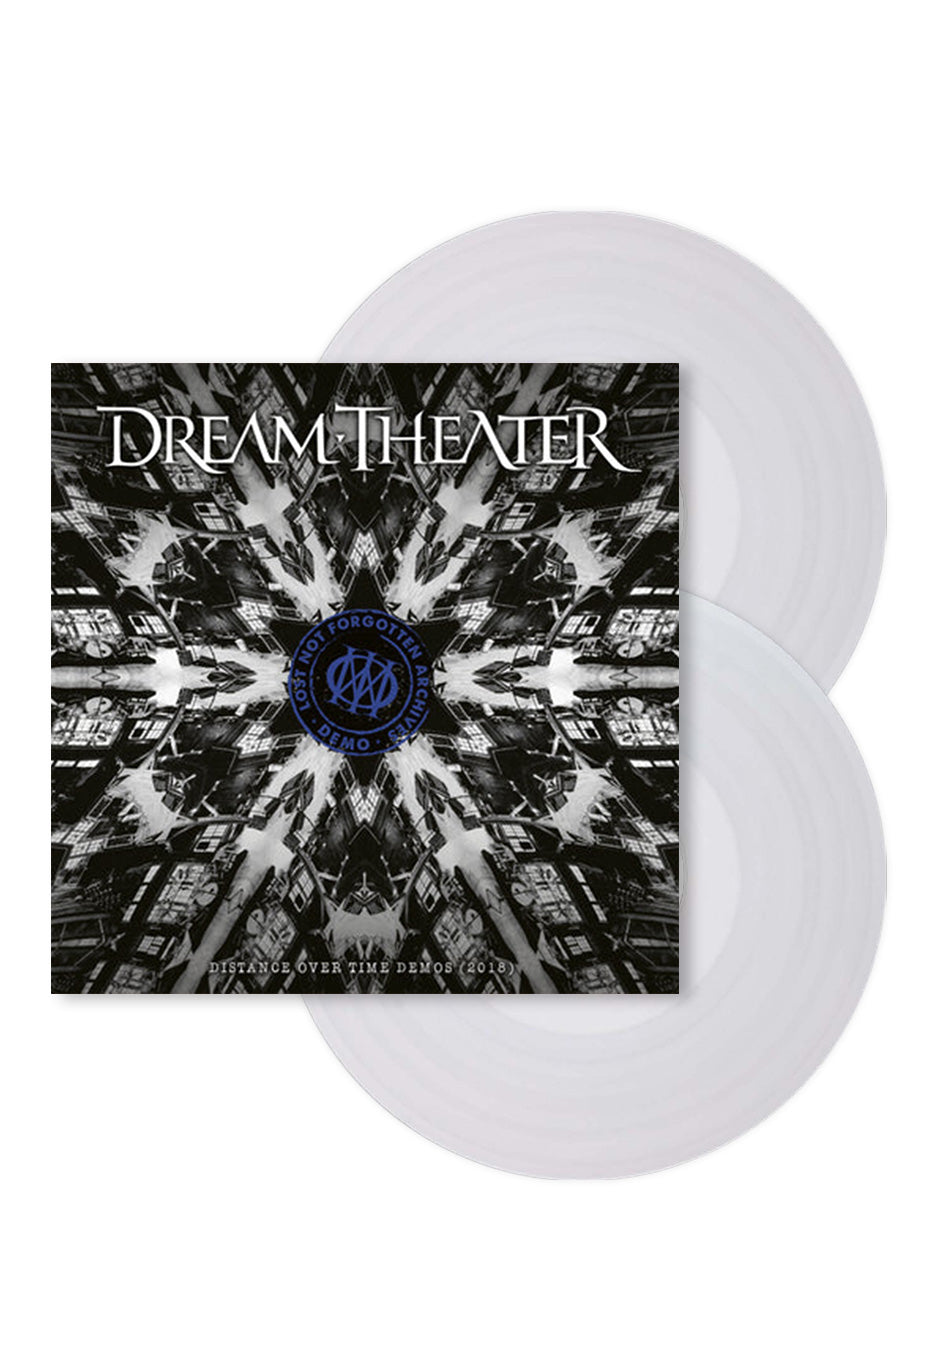 DREAM THEATER
LOST NOT FORGOTTEN ARCHIVES
· DEMO ·
DISTANCE OVER TIME DEMOS (2018)